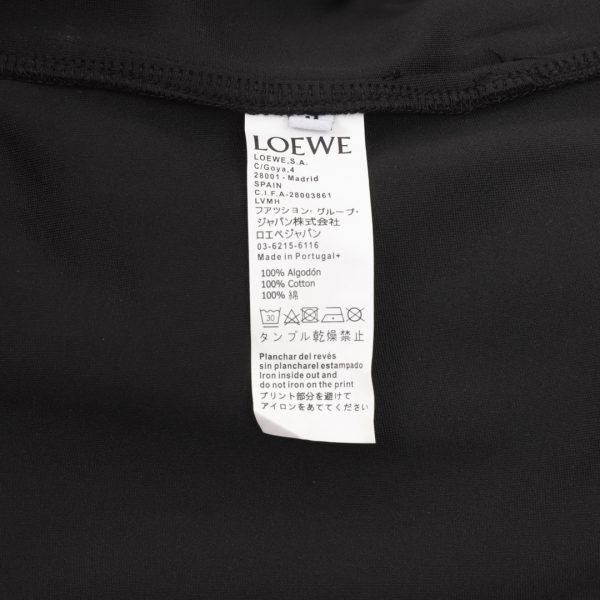 LOEWE
LOEWE,S.A.
C/Goya,4
28001 - Madrid
SPAIN
C.I.F.A-28003861
LVMH
ファッション・グループ・
ジャパン株式会社
ロエベジャパン
03-6215-6116
Made in Portugal+
100% Algodón
100% Cotton
100% 綿
30
タンブル乾燥禁止
Planchar del revés
sin plancharel estampado
Iron inside out and
do not iron on the print
プリント部分を避けて
アイロンをあててください